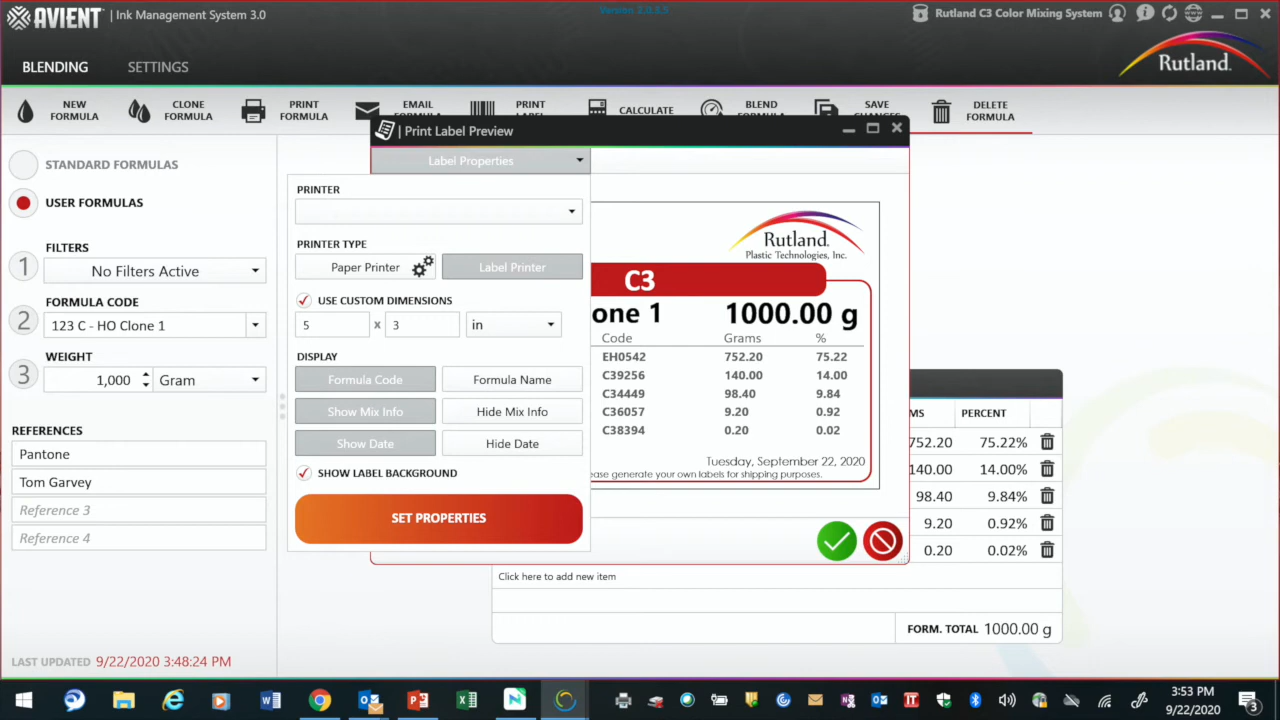 AVIENT | Ink Management System 3.0
Version 2.0.4.5
Rutland C3 Color Mixing System
BLENDING
SETTINGS
Rutland.
NEW FORMULA
CLONE FORMULA
PRINT FORMULA
EMAIL
PRINT
CALCULATE
BLEND
SAVE
DELETE FORMULA
STANDARD FORMULAS
USER FORMULAS
FILTERS
1
No Filters Active
FORMULA CODE
2
123 C - HO Clone 1
WEIGHT
3
1,000
Gram
REFERENCES
Pantone
Tom Garvey
Reference 3
Reference 4
LAST UPDATED 9/22/2020 3:48:24 PM
| Print Label Preview
Label Properties
PRINTER
PRINTER TYPE
Paper Printer
Label Printer
USE CUSTOM DIMENSIONS
5 x 3 in
DISPLAY
Formula Code
Formula Name
Show Mix Info
Hide Mix Info
Show Date
Hide Date
SHOW LABEL BACKGROUND
SET PROPERTIES
Rutland.
Plastic Technologies, Inc.
C3
one 1 1000.00 g
Code Grams %
EH0542 752.20 75.22
C39256 140.00 14.00
C34449 98.40 9.84
C36057 9.20 0.92
C38394 0.20 0.02
Tuesday, September 22, 2020
ease generate your own labels for shipping purposes.
MS PERCENT
752.20 75.22%
140.00 14.00%
98.40 9.84%
9.20 0.92%
0.20 0.02%
Click here to add new item
FORM. TOTAL 1000.00 g
3:53 PM
9/22/2020
3